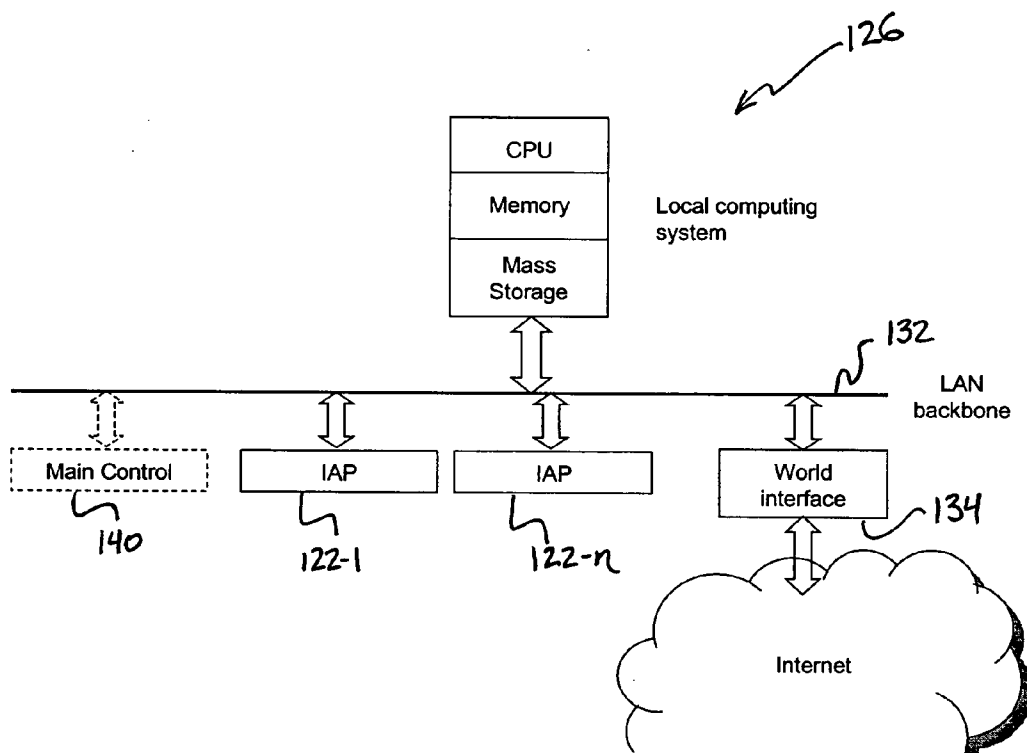 126
CPU
Memory
Mass
Storage
Local computing
system
132
LAN
backbone
Main Control
IAP
IAP
World
interface
140
122-1
122-n
134
Internet